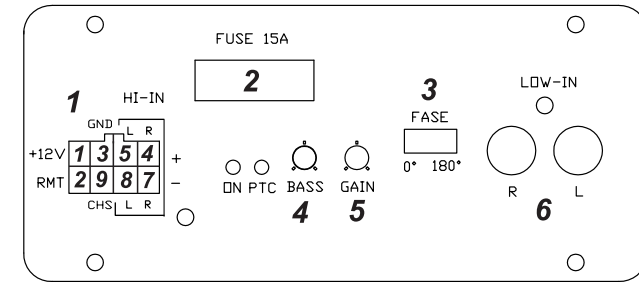 FUSE 15A
2
1 HI-IN
3
LOW-IN
GND L R
FASE
+12V 1 3 5 4 +
RMT 2 9 8 7 -
CHS L R
0° 180°
ON PTC BASS GAIN
4 5
R L
6